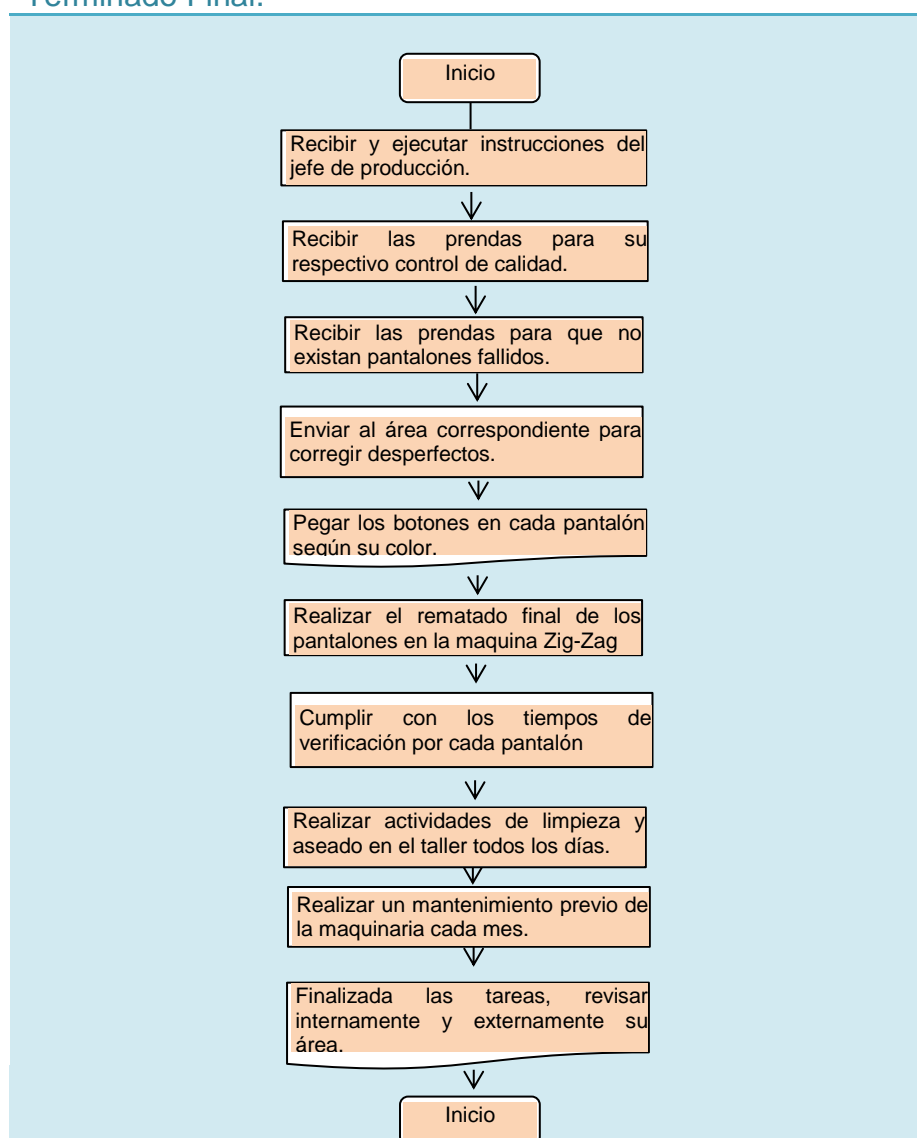 Terminado Final.
Inicio
Recibir y ejecutar instrucciones del
jefe de producción.
Recibir las prendas para su
respectivo control de calidad.
Recibir las prendas para que no
existan pantalones fallidos.
Enviar al área correspondiente para
corregir desperfectos.
Pegar los botones en cada pantalón
según su color.
Realizar el rematado final de los
pantalones en la maquina Zig-Zag
Cumplir con los tiempos de
verificación por cada pantalón
Realizar actividades de limpieza y
aseado en el taller todos los días.
Realizar un mantenimiento previo de
la maquinaria cada mes.
Finalizada las tareas, revisar
internamente y externamente su
área.
Inicio